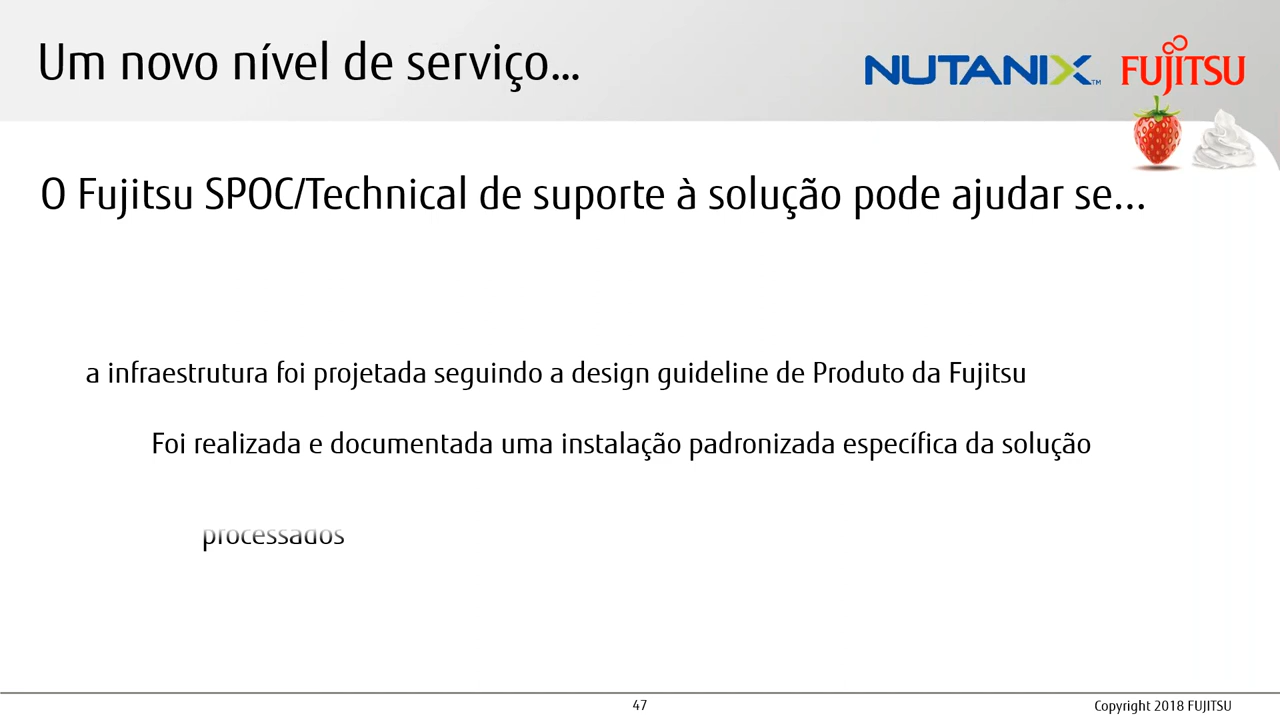 Um novo nível de serviço...
NUTANIX™ FUJITSU
O Fujitsu SPOC/Technical de suporte à solução pode ajudar se...
a infraestrutura foi projetada seguindo a design guideline de Produto da Fujitsu
Foi realizada e documentada uma instalação padronizada específica da solução
processados
47
Copyright 2018 FUJITSU